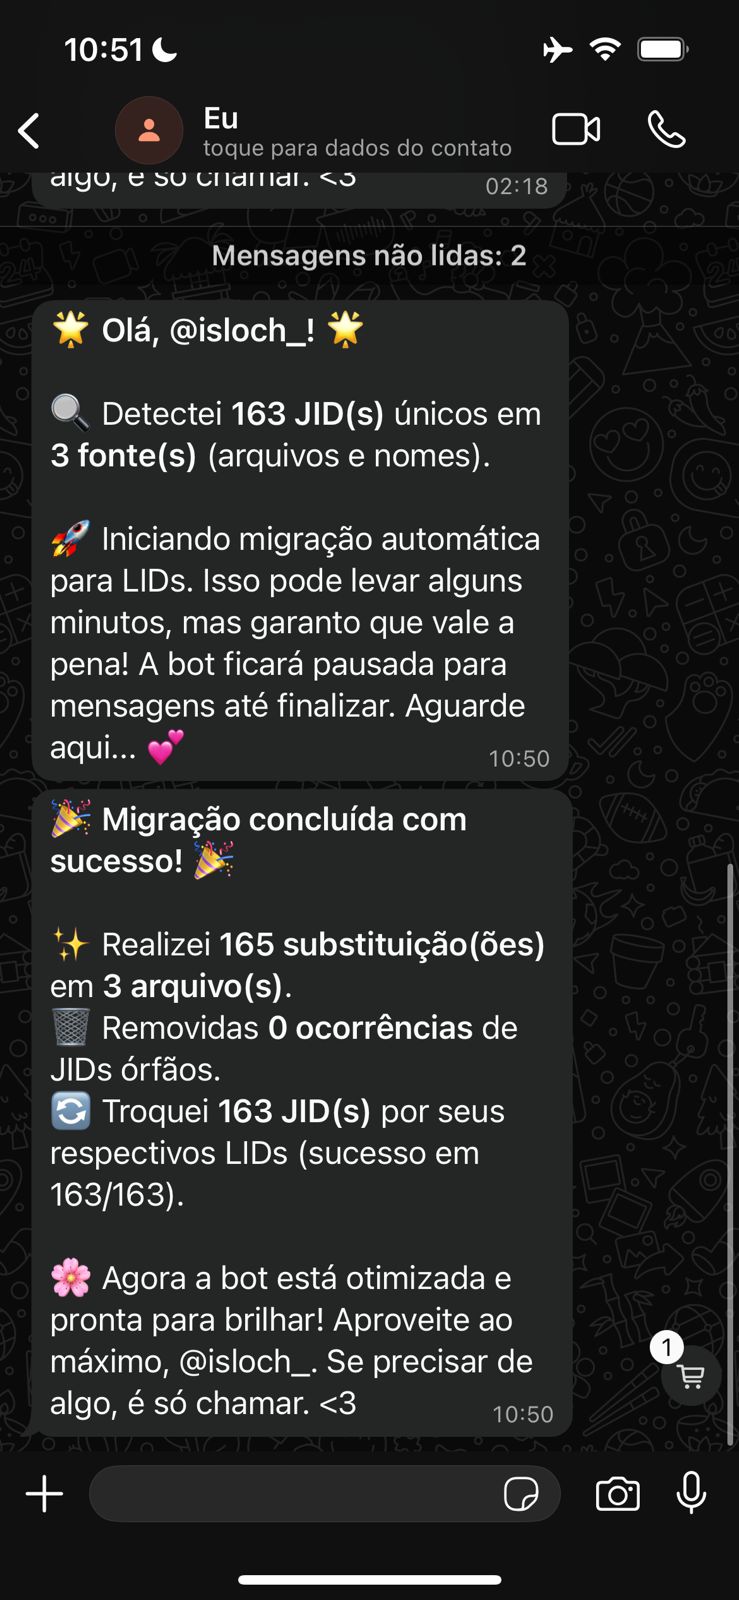 10:51
Eu
toque para dados do contato
algo, é só chamar. <3
02:18
Mensagens não lidas: 2
🌟 Olá, @isloch_! 🌟
🔍 Detectei 163 JID(s) únicos em
3 fonte(s) (arquivos e nomes).
🚀 Iniciando migração automática
para LIDs. Isso pode levar alguns
minutos, mas garanto que vale a
pena! A bot ficará pausada para
mensagens até finalizar. Aguarde
aqui... 💕
10:50
🎉 Migração concluída com
sucesso! 🎉
✨ Realizei 165 substituição(ões)
em 3 arquivo(s).
🗑️ Removidas 0 ocorrências de
JIDs órfãos.
🔄 Troquei 163 JID(s) por seus
respectivos LIDs (sucesso em
163/163).
🌸 Agora a bot está otimizada e
pronta para brilhar! Aproveite ao
máximo, @isloch_. Se precisar de
algo, é só chamar. <3
10:50
1